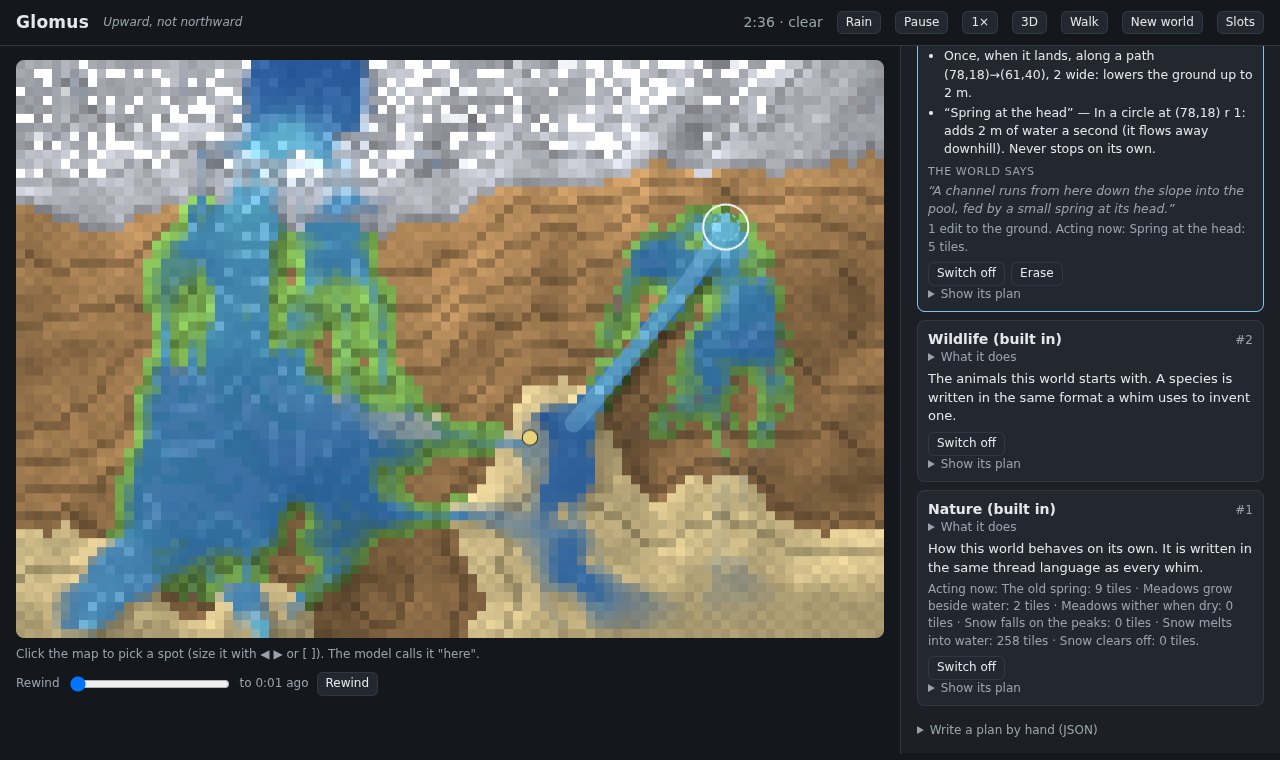 Glomus Upward, not northward 2:36 · clear Rain Pause 1× 3D Walk New world Slots
Click the map to pick a spot (size it with ◀ ▶ or [ ]). The model calls it "here".
Rewind to 0:01 ago Rewind
• Once, when it lands, along a path
(78,18)→(61,40), 2 wide: lowers the ground up to
2 m.
• “Spring at the head” — In a circle at (78,18) r 1:
adds 2 m of water a second (it flows away
downhill). Never stops on its own.
THE WORLD SAYS
“A channel runs from here down the slope into the
pool, fed by a small spring at its head.”
1 edit to the ground. Acting now: Spring at the head:
5 tiles.
Switch off Erase
▶ Show its plan
Wildlife (built in) #2
▶ What it does
The animals this world starts with. A species is
written in the same format a whim uses to invent
one.
Switch off
▶ Show its plan
Nature (built in) #1
▶ What it does
How this world behaves on its own. It is written in
the same thread language as every whim.
Acting now: The old spring: 9 tiles · Meadows grow
beside water: 2 tiles · Meadows wither when dry: 0
tiles · Snow falls on the peaks: 0 tiles · Snow melts
into water: 258 tiles · Snow clears off: 0 tiles.
Switch off
▶ Show its plan
▶ Write a plan by hand (JSON)